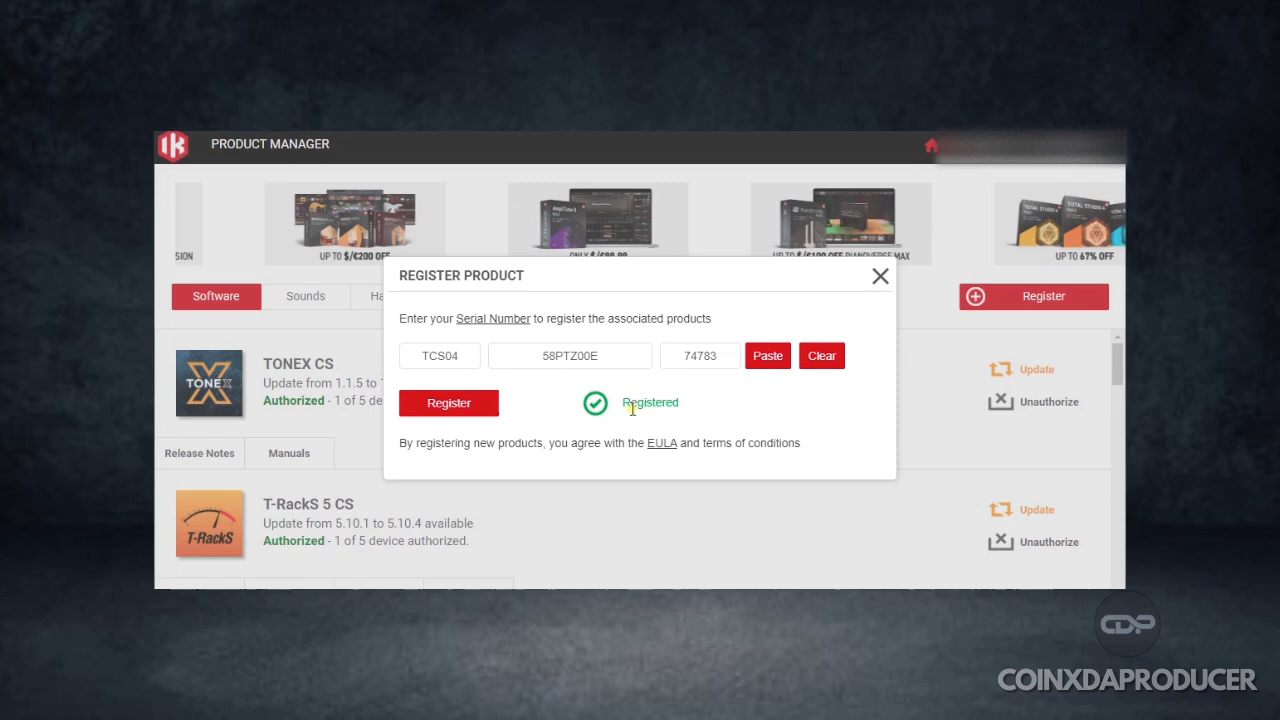 PRODUCT MANAGER
SION
UP TO $/€200 OFF
UP TO 67% OFF
REGISTER PRODUCT
Software
Sounds
Ha
Register
Enter your Serial Number to register the associated products
TCS04
58PTZ00E
74783
Paste
Clear
TONEX CS
Update from 1.1.5 to 1
Authorized - 1 of 5 de
TONEX
Update
Unauthorize
Register
Registered
By registering new products, you agree with the EULA and terms of conditions
Release Notes
Manuals
T-RackS 5 CS
Update from 5.10.1 to 5.10.4 available
Authorized - 1 of 5 device authorized.
T-RackS
Update
Unauthorize
CDP
COINXDAPRODUCER